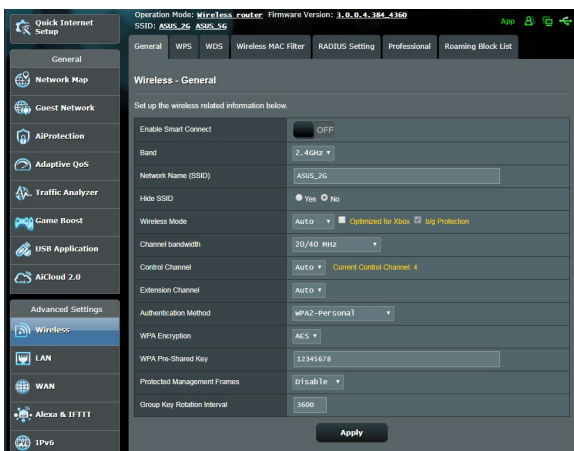 Quick Internet Setup
Operation Mode: Wireless router Firmware Version: 3.0.0.4.384_4360
SSID: ASUS_2G ASUS_5G
App
General WPS WDS Wireless MAC Filter RADIUS Setting Professional Roaming Block List
General
Network Map
Guest Network
AiProtection
Adaptive QoS
Traffic Analyzer
Game Boost
USB Application
AiCloud 2.0
Advanced Settings
Wireless
LAN
WAN
Alexa & IFTTT
IPv6
Wireless - General
Set up the wireless related information below.
Enable Smart Connect OFF
Band 2.4GHz
Network Name (SSID) ASUS_2G
Hide SSID Yes No
Wireless Mode Auto Optimized for Xbox b/g Protection
Channel bandwidth 20/40 MHz
Control Channel Auto Current Control Channel: 4
Extension Channel Auto
Authentication Method WPA2-Personal
WPA Encryption AES
WPA Pre-Shared Key 12345678
Protected Management Frames Disable
Group Key Rotation Interval 3600
Apply